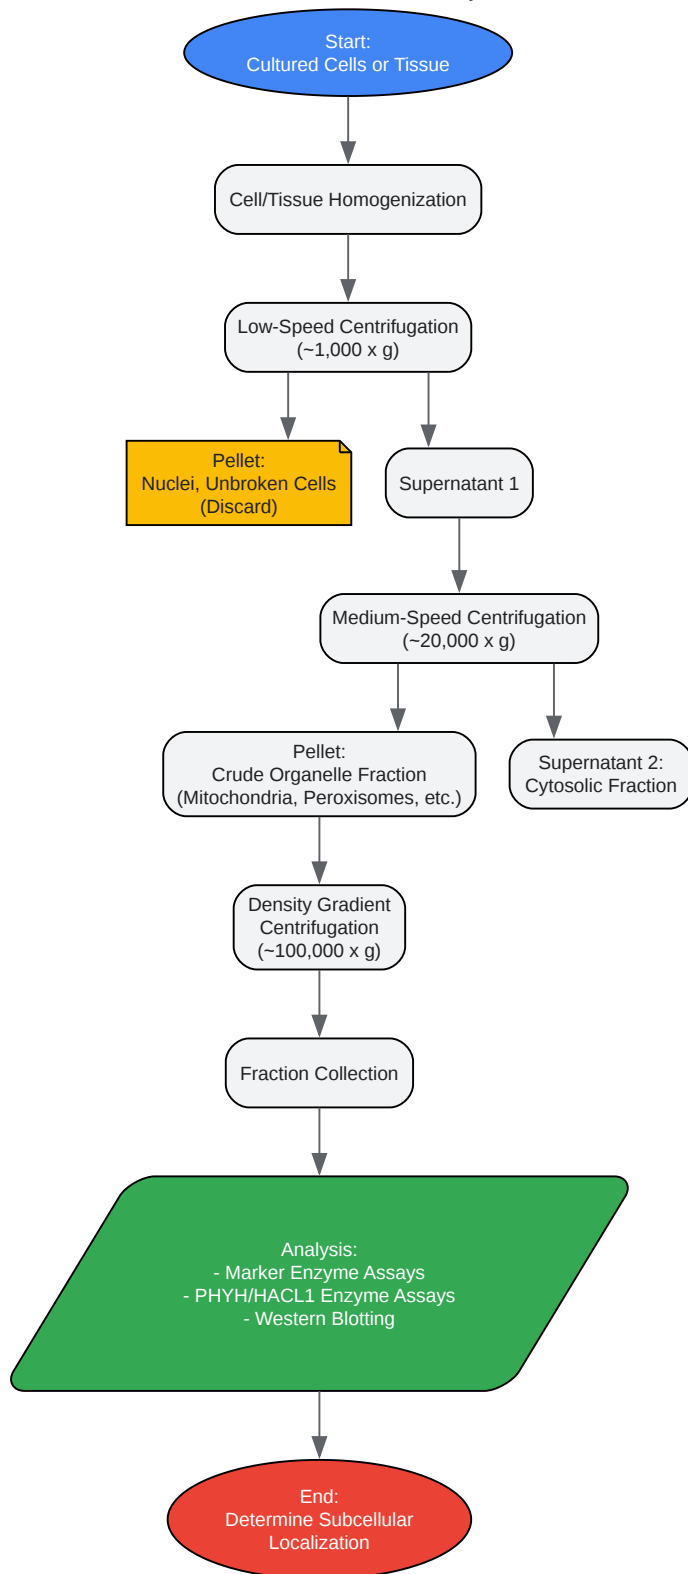 Start:
Cultured Cells or Tissue
Cell/Tissue Homogenization
Low-Speed Centrifugation
(~1,000 x g)
Pellet:
Nuclei, Unbroken Cells
(Discard)
Supernatant 1
Medium-Speed Centrifugation
(~20,000 x g)
Pellet:
Crude Organelle Fraction
(Mitochondria, Peroxisomes, etc.)
Supernatant 2:
Cytosolic Fraction
Density Gradient
Centrifugation
(~100,000 x g)
Fraction Collection
Analysis:
- Marker Enzyme Assays
- PHYH/HACL1 Enzyme Assays
- Western Blotting
End:
Determine Subcellular
Localization